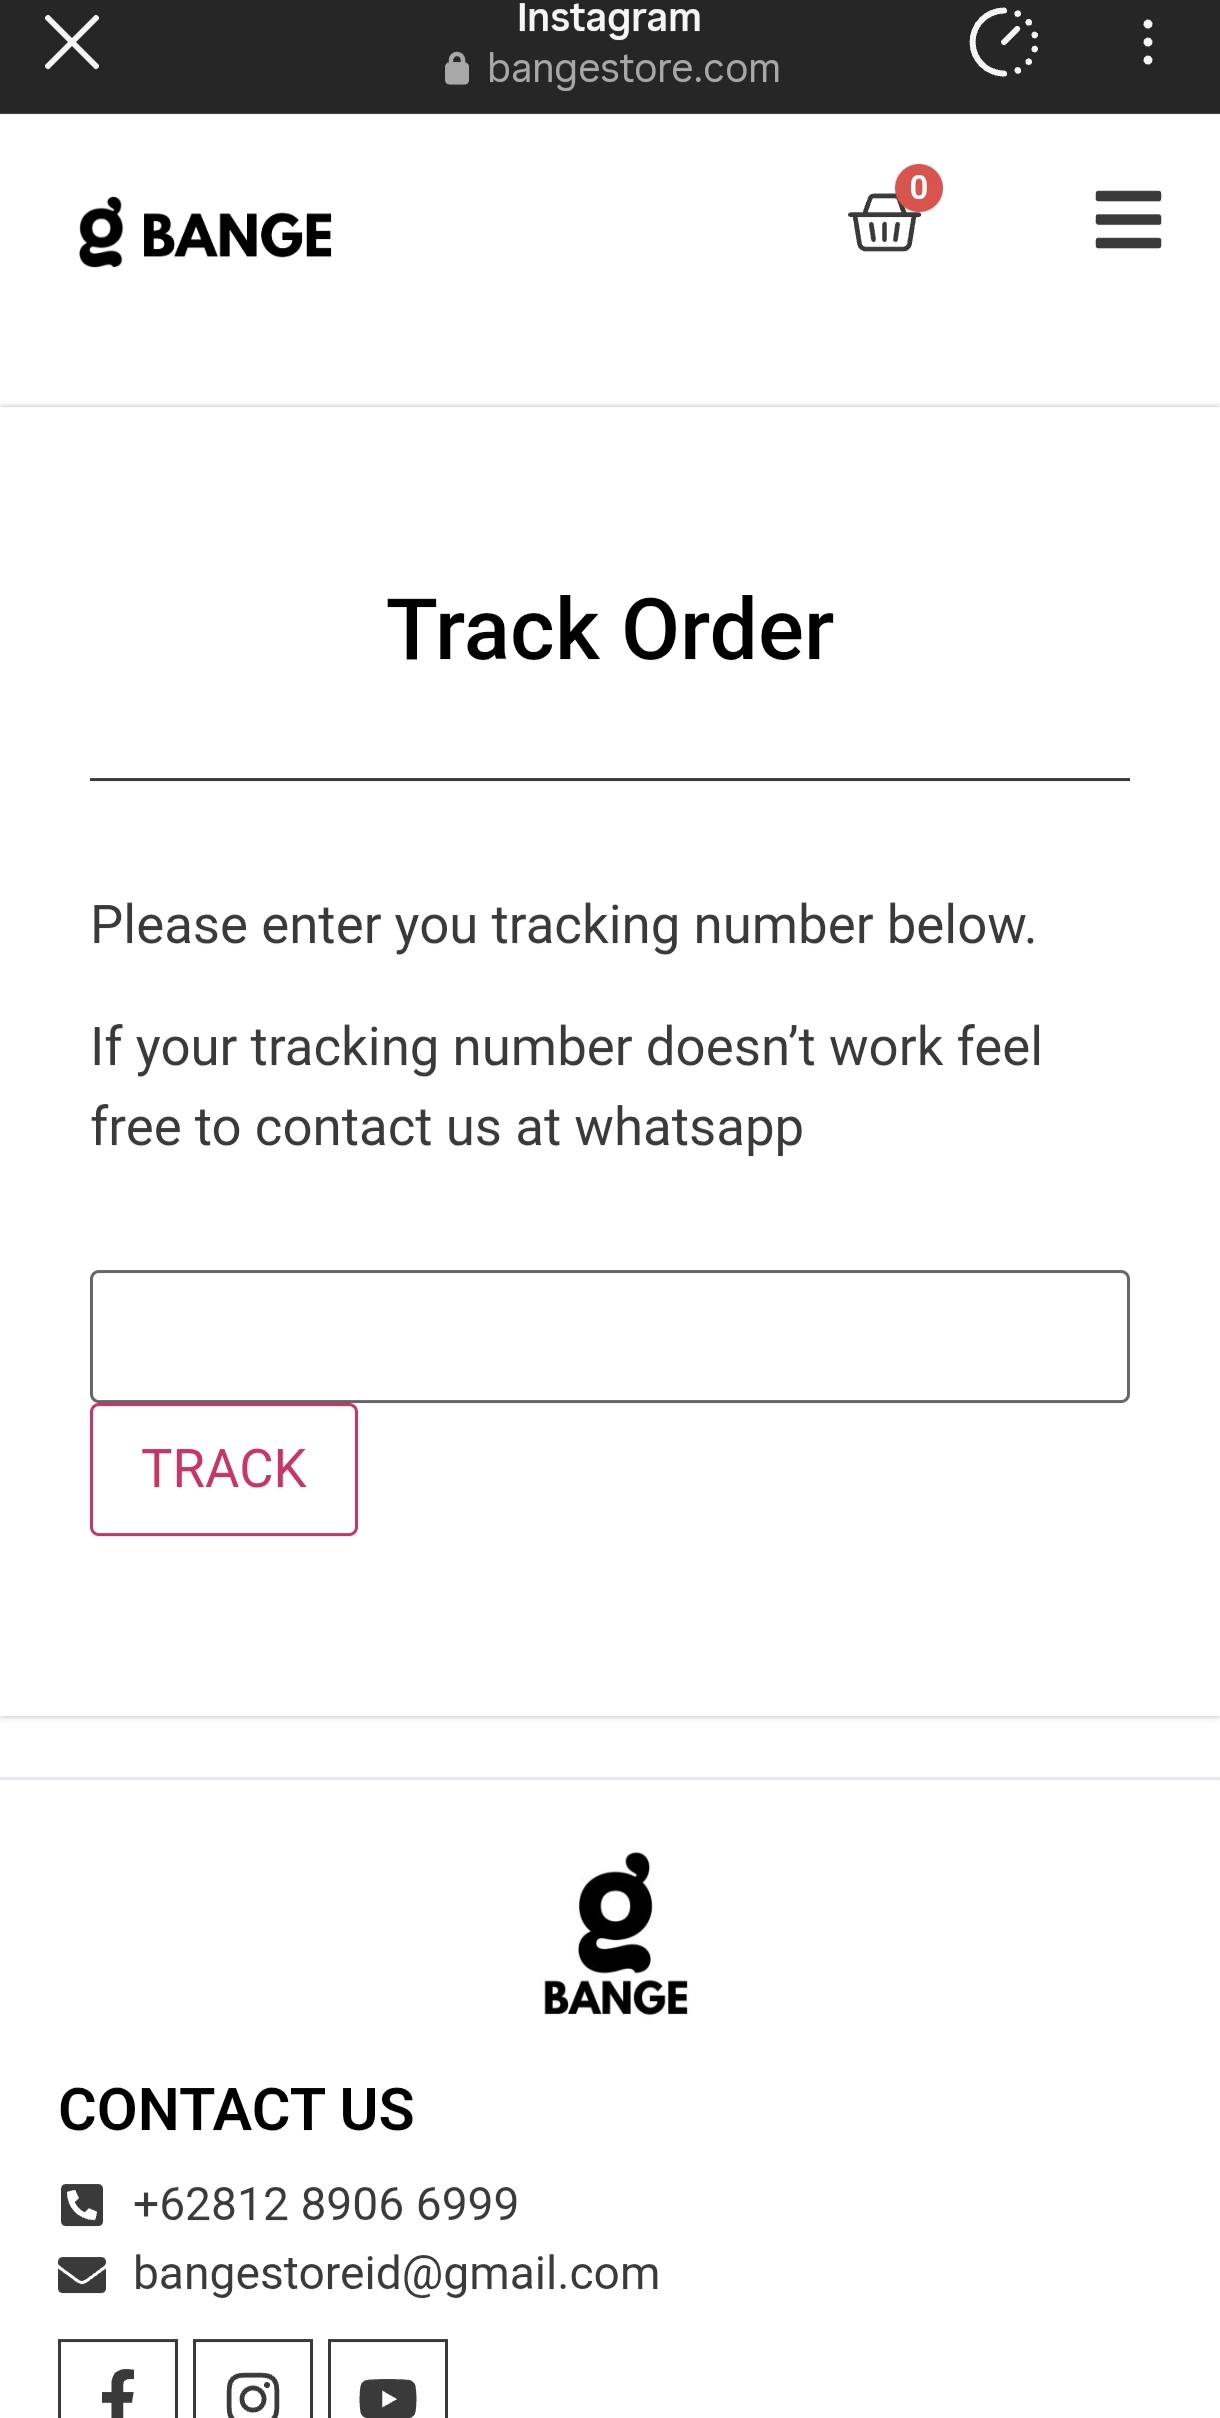 Instagram
bangestore.com
BANGE
0
Track Order
Please enter you tracking number below.
If your tracking number doesn’t work feel
free to contact us at whatsapp
TRACK
BANGE
CONTACT US
+62812 8906 6999
bangestoreid@gmail.com